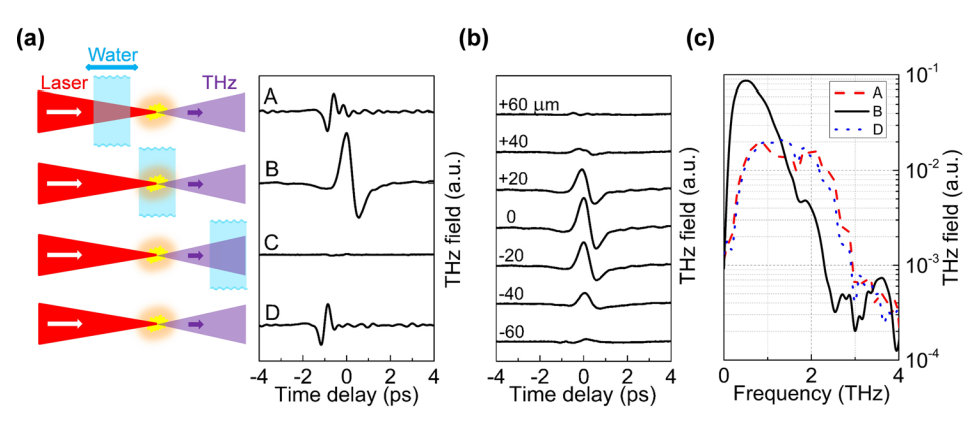 (a)
Water
Laser
THz
A
B
C
D
-4 -2 0 2 4
Time delay (ps)
THz field (a.u.)
(b)
+60 μm
+40
+20
0
-20
-40
-60
-4 -2 0 2 4
Time delay (ps)
THz field (a.u.)
(c)
A
B
D
10-1
10-2
10-3
10-4
0 2 4
Frequency (THz)
THz field (a.u.)